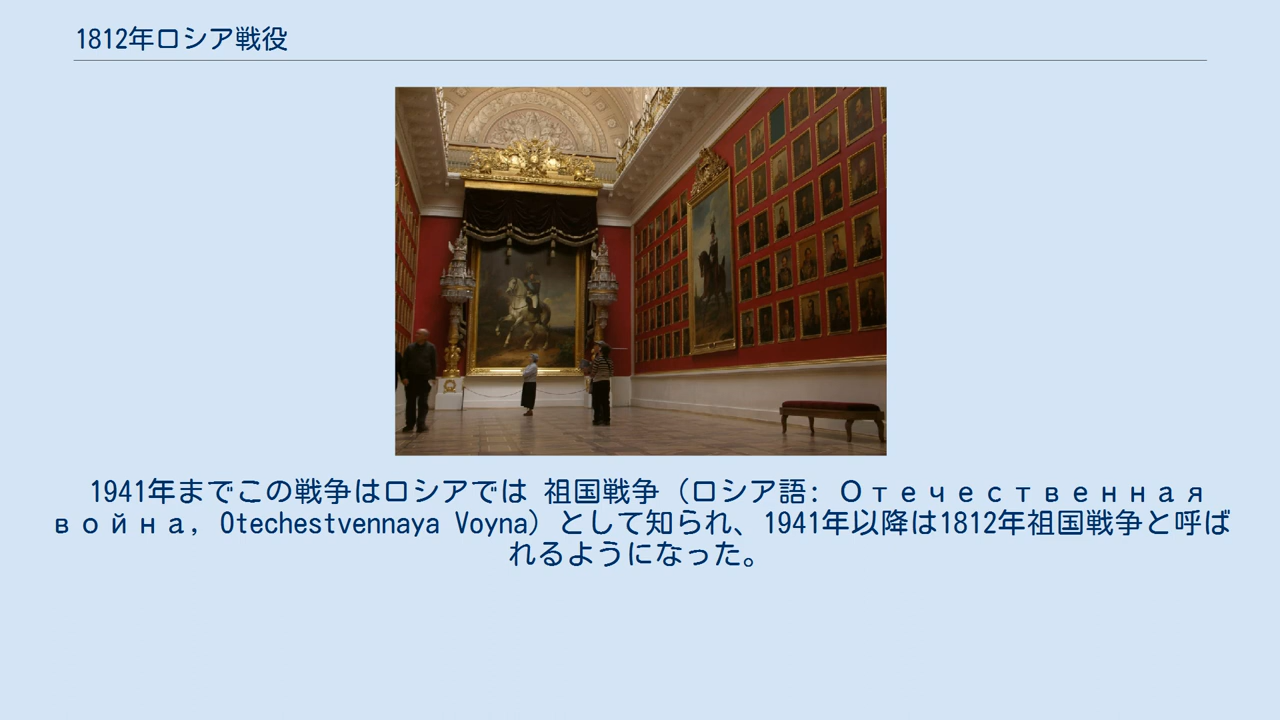 1812年ロシア戦役
1941年までこの戦争はロシアでは 祖国戦争（ロシア語: Отечественная
война, Otechestvennaya Voyna）として知られ、1941年以降は1812年祖国戦争と呼ば
れるようになった。